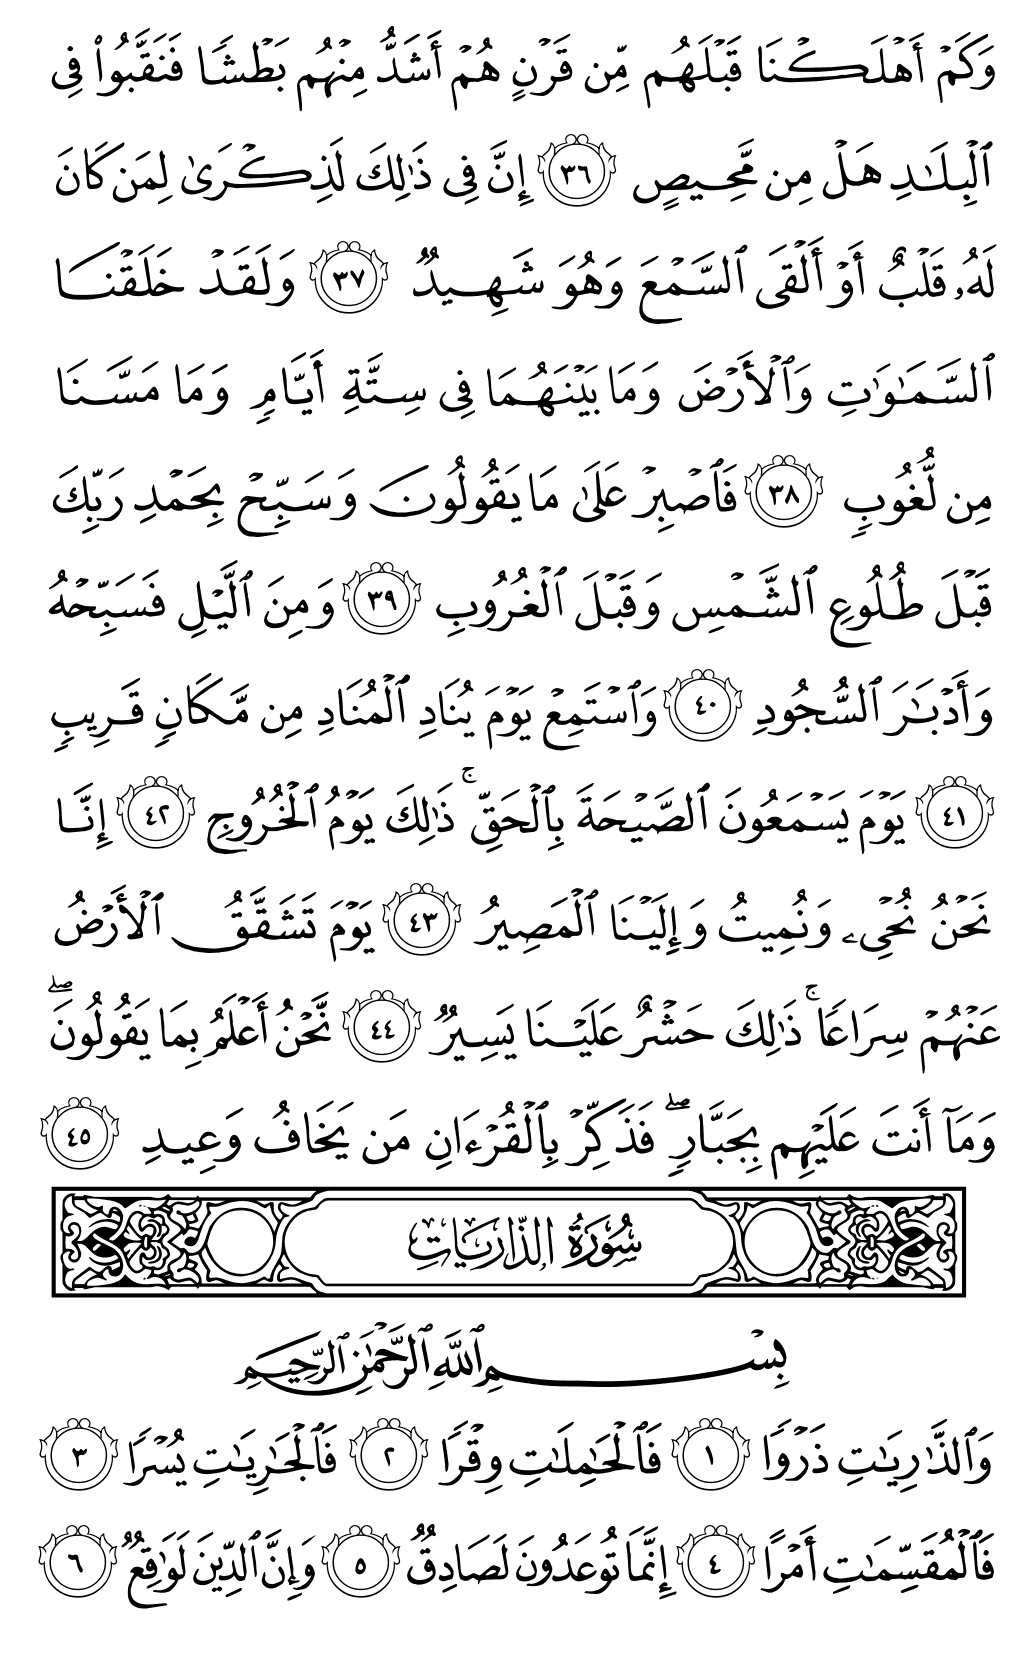 وَكَمْ أَهْلَكْنَا قَبْلَهُم مِّن قَرْنٍ هُمْ أَشَدُّ مِنْهُم بَطْشًا فَنَقَّبُوا۟ فِى
ٱلْبِلَـٰدِ هَلْ مِن مَّحِيصٍ ٣٦ إِنَّ فِى ذَٰلِكَ لَذِكْرَىٰ لِمَن كَانَ
لَهُۥ قَلْبٌ أَوْ أَلْقَى ٱلسَّمْعَ وَهُوَ شَهِيدٌ ٣٧ وَلَقَدْ خَلَقْنَا
ٱلسَّمَـٰوَٰتِ وَٱلْأَرْضَ وَمَا بَيْنَهُمَا فِى سِتَّةِ أَيَّامٍ وَمَا مَسَّنَا
مِن لُّغُوبٍ ٣٨ فَٱصْبِرْ عَلَىٰ مَا يَقُولُونَ وَسَبِّحْ بِحَمْدِ رَبِّكَ
قَبْلَ طُلُوعِ ٱلشَّمْسِ وَقَبْلَ ٱلْغُرُوبِ ٣٩ وَمِنَ ٱلَّيْلِ فَسَبِّحْهُ
وَأَدْبَـٰرَ ٱلسُّجُودِ ٤٠ وَٱسْتَمِعْ يَوْمَ يُنَادِ ٱلْمُنَادِ مِن مَّكَانٍ قَرِيبٍ
٤١ يَوْمَ يَسْمَعُونَ ٱلصَّيْحَةَ بِٱلْحَقِّ ۚ ذَٰلِكَ يَوْمُ ٱلْخُرُوجِ ٤٢ إِنَّا
نَحْنُ نُحْىِۦ وَنُمِيتُ وَإِلَيْنَا ٱلْمَصِيرُ ٤٣ يَوْمَ تَشَقَّقُ ٱلْأَرْضُ
عَنْهُمْ سِرَاعًا ۚ ذَٰلِكَ حَشْرٌ عَلَيْنَا يَسِيرٌ ٤٤ نَّحْنُ أَعْلَمُ بِمَا يَقُولُونَ ۖ
وَمَآ أَنتَ عَلَيْهِم بِجَبَّارٍ ۖ فَذَكِّرْ بِٱلْقُرْءَانِ مَن يَخَافُ وَعِيدِ ٤٥
سُورَةُ الذَّارِيَاتِ
بِسْمِ ٱللَّهِ ٱلرَّحْمَـٰنِ ٱلرَّحِيمِ
وَٱلذَّٰرِيَـٰتِ ذَرْوًا ١ فَٱلْحَـٰمِلَـٰتِ وِقْرًا ٢ فَٱلْجَـٰرِيَـٰتِ يُسْرًا ٣
فَٱلْمُقَسِّمَـٰتِ أَمْرًا ٤ إِنَّمَا تُوعَدُونَ لَصَادِقٌ ٥ وَإِنَّ ٱلدِّينَ لَوَٰقِعٌ ٦